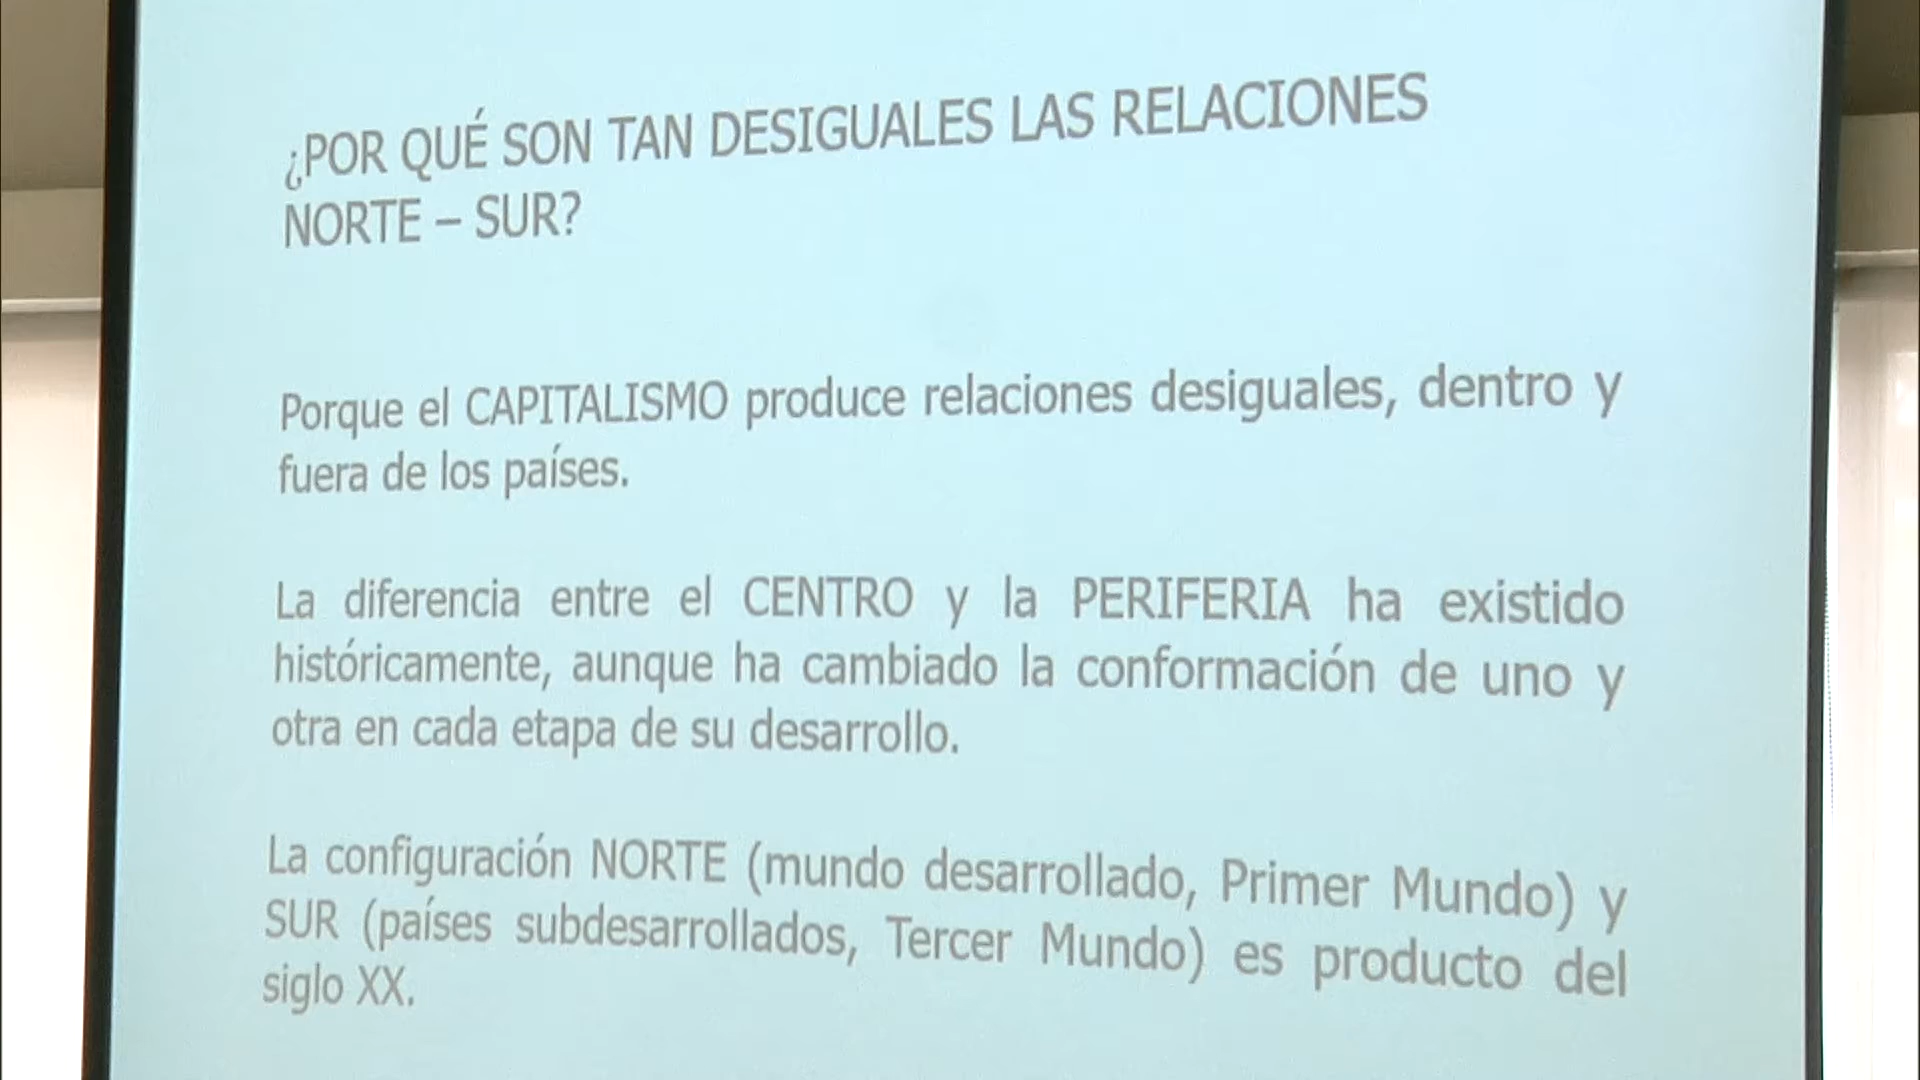 ¿POR QUÉ SON TAN DESIGUALES LAS RELACIONES
NORTE – SUR?
Porque el CAPITALISMO produce relaciones desiguales, dentro y
fuera de los países.
La diferencia entre el CENTRO y la PERIFERIA ha existido
históricamente, aunque ha cambiado la conformación de uno y
otra en cada etapa de su desarrollo.
La configuración NORTE (mundo desarrollado, Primer Mundo) y
SUR (países subdesarrollados, Tercer Mundo) es producto del
siglo XX.